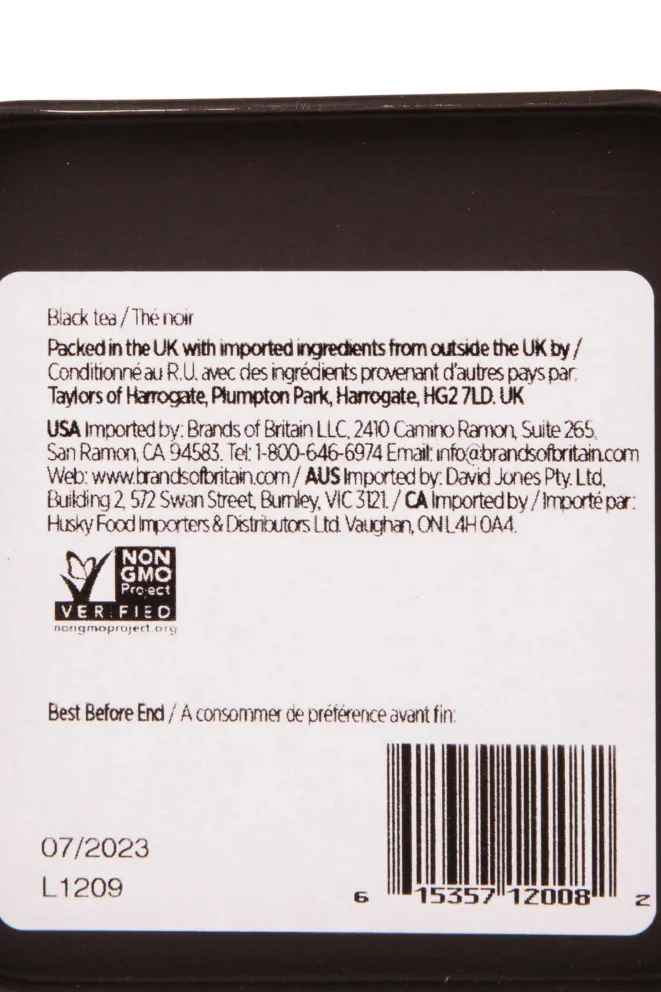 Black tea / Thé noir
Packed in the UK with imported ingredients from outside the UK by /
Conditionné au R.U. avec des ingrédients provenant d'autres pays par:
Taylors of Harrogate, Plumpton Park, Harrogate, HG2 7LD. UK
USA Imported by: Brands of Britain LLC, 2410 Camino Ramon, Suite 265,
San Ramon, CA 94583. Tel: 1-800-646-6974 Email: info@brandsofbritain.com
Web: www.brandsofbritain.com / AUS Imported by: David Jones Pty. Ltd,
Building 2, 572 Swan Street, Burnley, VIC 3121. / CA Imported by / Importé par:
Husky Food Importers & Distributors Ltd. Vaughan, ON L4H 0A4.
NON
GMO
Project
VERIFIED
nongmoproject.org
Best Before End / A consommer de préférence avant fin:
07/2023
L1209
6 15357 12008 2